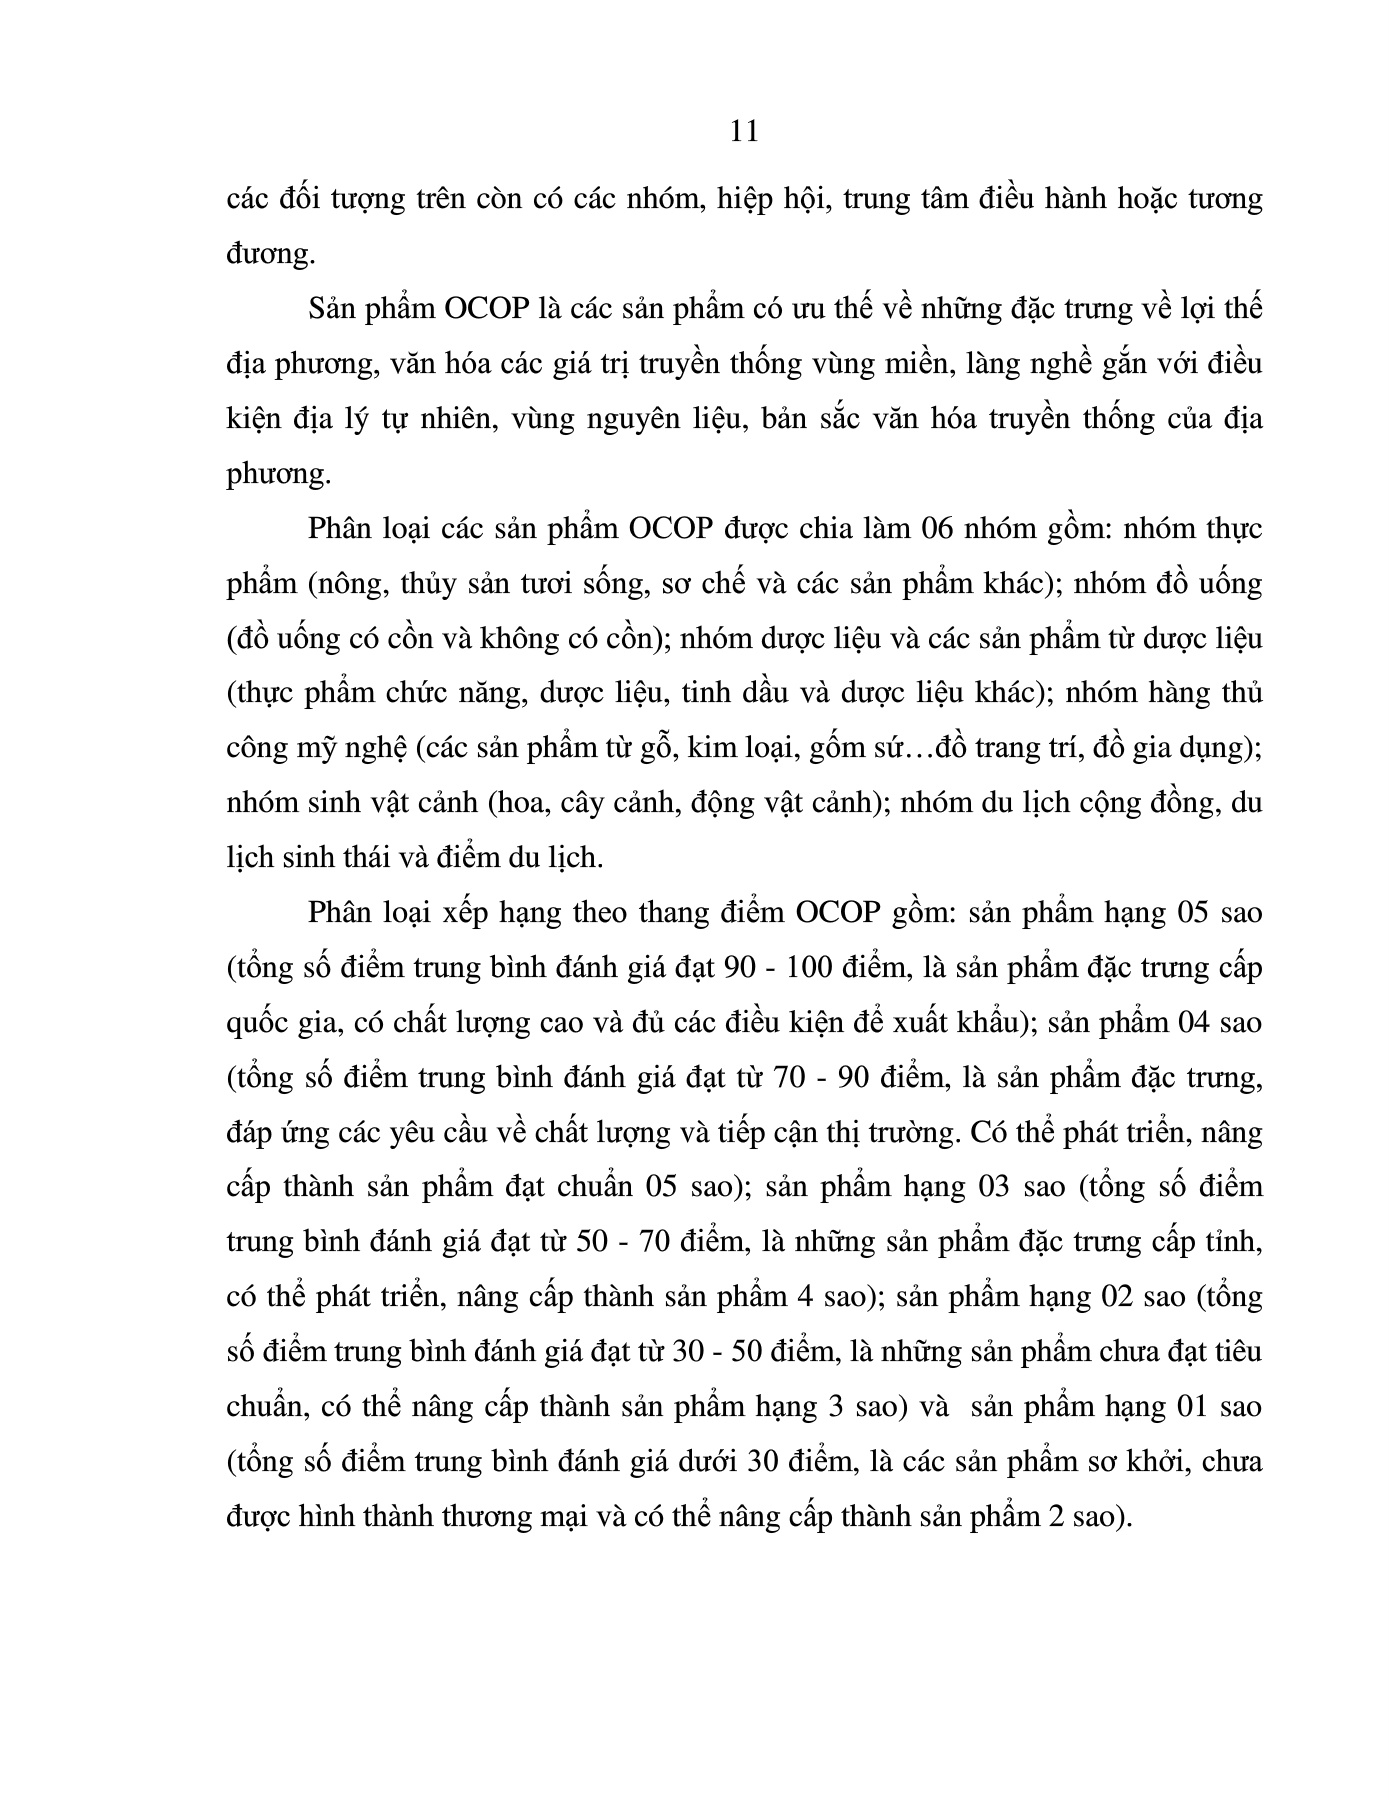 11
các đối tượng trên còn có các nhóm, hiệp hội, trung tâm điều hành hoặc tương
đương.
Sản phẩm OCOP là các sản phẩm có ưu thế về những đặc trưng về lợi thế
địa phương, văn hóa các giá trị truyền thống vùng miền, làng nghề gắn với điều
kiện địa lý tự nhiên, vùng nguyên liệu, bản sắc văn hóa truyền thống của địa
phương.
Phân loại các sản phẩm OCOP được chia làm 06 nhóm gồm: nhóm thực
phẩm (nông, thủy sản tươi sống, sơ chế và các sản phẩm khác); nhóm đồ uống
(đồ uống có cồn và không có cồn); nhóm dược liệu và các sản phẩm từ dược liệu
(thực phẩm chức năng, dược liệu, tinh dầu và dược liệu khác); nhóm hàng thủ
công mỹ nghệ (các sản phẩm từ gỗ, kim loại, gốm sứ…đồ trang trí, đồ gia dụng);
nhóm sinh vật cảnh (hoa, cây cảnh, động vật cảnh); nhóm du lịch cộng đồng, du
lịch sinh thái và điểm du lịch.
Phân loại xếp hạng theo thang điểm OCOP gồm: sản phẩm hạng 05 sao
(tổng số điểm trung bình đánh giá đạt 90 - 100 điểm, là sản phẩm đặc trưng cấp
quốc gia, có chất lượng cao và đủ các điều kiện để xuất khẩu); sản phẩm 04 sao
(tổng số điểm trung bình đánh giá đạt từ 70 - 90 điểm, là sản phẩm đặc trưng,
đáp ứng các yêu cầu về chất lượng và tiếp cận thị trường. Có thể phát triển, nâng
cấp thành sản phẩm đạt chuẩn 05 sao); sản phẩm hạng 03 sao (tổng số điểm
trung bình đánh giá đạt từ 50 - 70 điểm, là những sản phẩm đặc trưng cấp tỉnh,
có thể phát triển, nâng cấp thành sản phẩm 4 sao); sản phẩm hạng 02 sao (tổng
số điểm trung bình đánh giá đạt từ 30 - 50 điểm, là những sản phẩm chưa đạt tiêu
chuẩn, có thể nâng cấp thành sản phẩm hạng 3 sao) và  sản phẩm hạng 01 sao
(tổng số điểm trung bình đánh giá dưới 30 điểm, là các sản phẩm sơ khởi, chưa
được hình thành thương mại và có thể nâng cấp thành sản phẩm 2 sao).